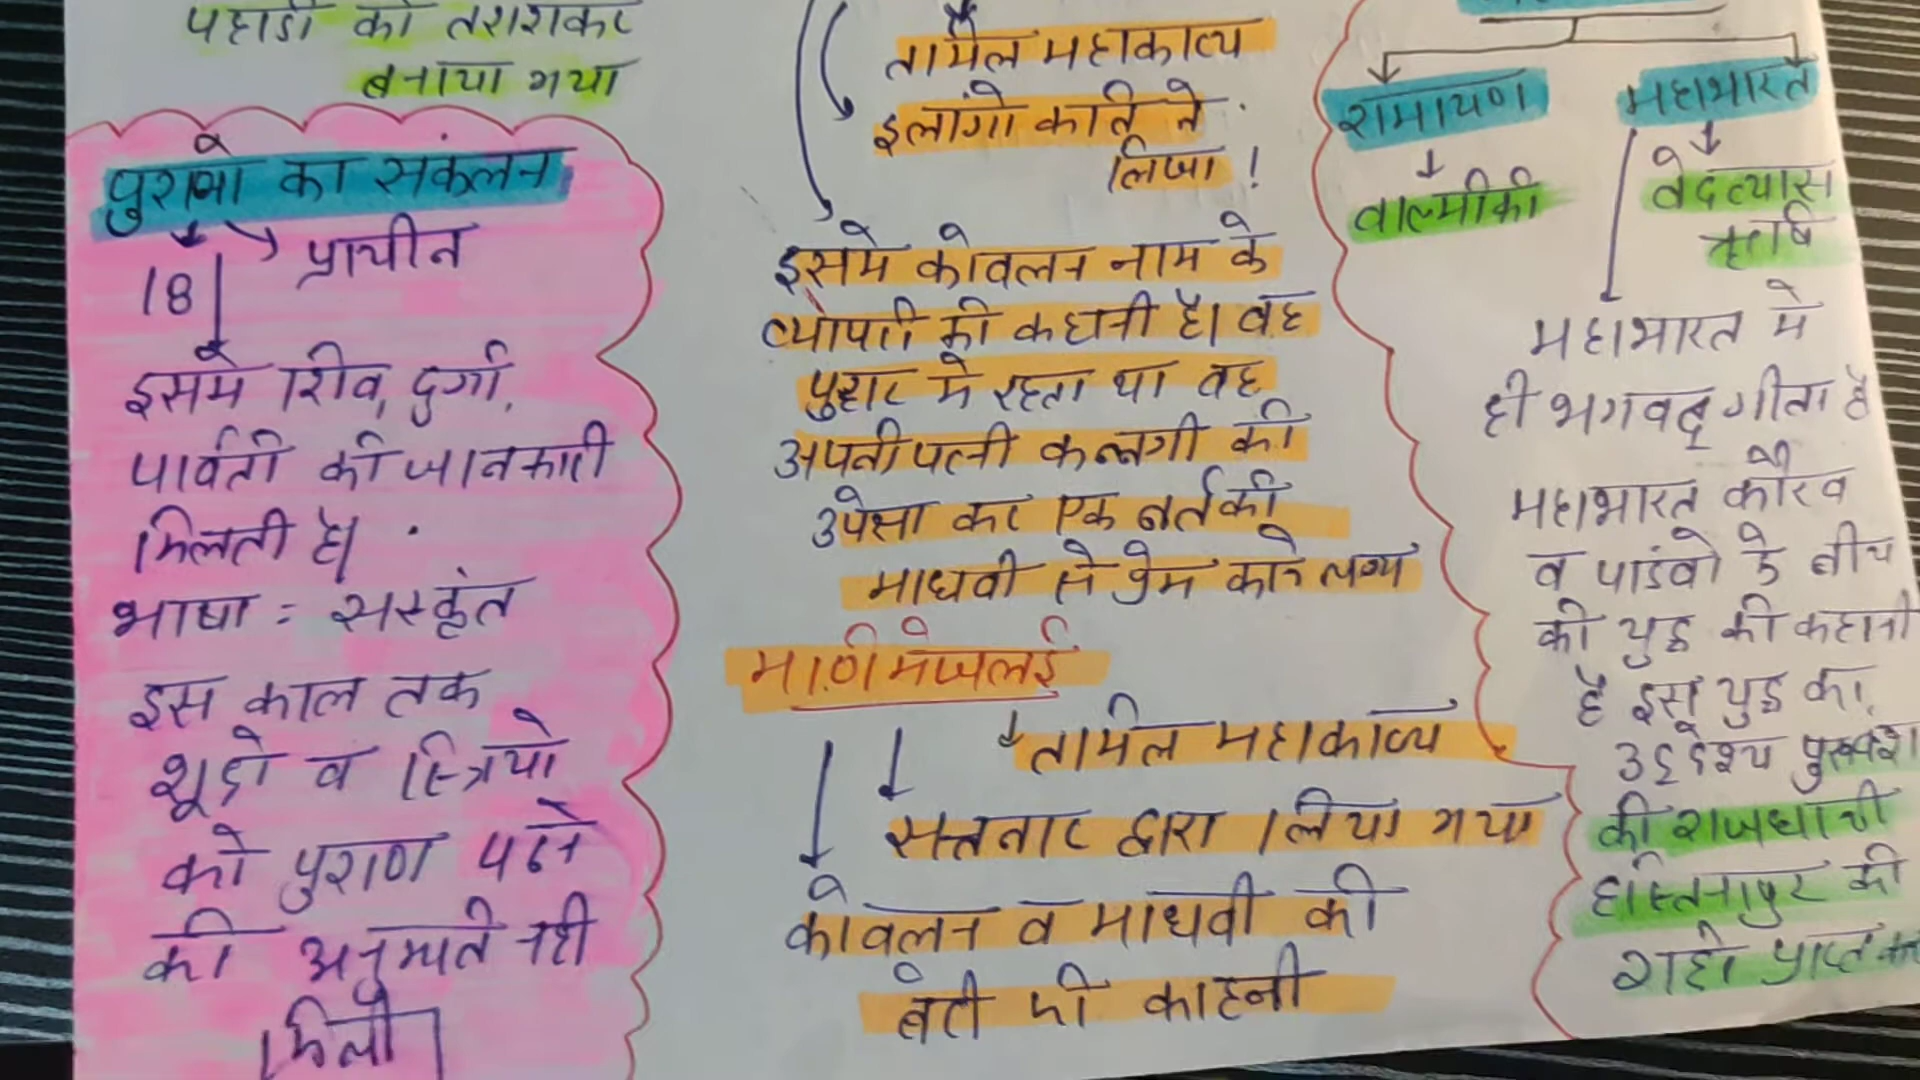 पहाडो को तराशकर
बनाया गया
पुराणो का संकलन
प्राचीन
18
इसमे शिव, दुर्गा,
पार्वती की जानकारी
मिलती है।
भाषा = संस्कृत
इस काल तक
शूद्रो व स्त्रियो
को पुराण पढने
की अनुमति नही
मिली
तमिल महाकाव्य
इलांगो
इसमे कोवलन नाम के
व्यापारी की कहानी है। वह
मे रहता था वह
अपनी पत्नी कन्नगी की
उपेक्षा कर एक नर्तकी
माधवी से प्रेम करने लगा
मणिमेखलई
तमिल महाकाव्य
सत्तनार द्वारा लिखा गया
कोवलन व माधवी की
बेटी की काहनी
रामायण
महाभारत
वाल्मीकी
वेदव्यास
ऋषि
महाभारत मे
ही भगवद् गीता है
महाभारत कौरव
व पांडवो के बीच
की युद्ध की कहानी
है इस युद्ध का
उद्देश्य
की राजधानी
हस्तिनापुर की
प्राप्त